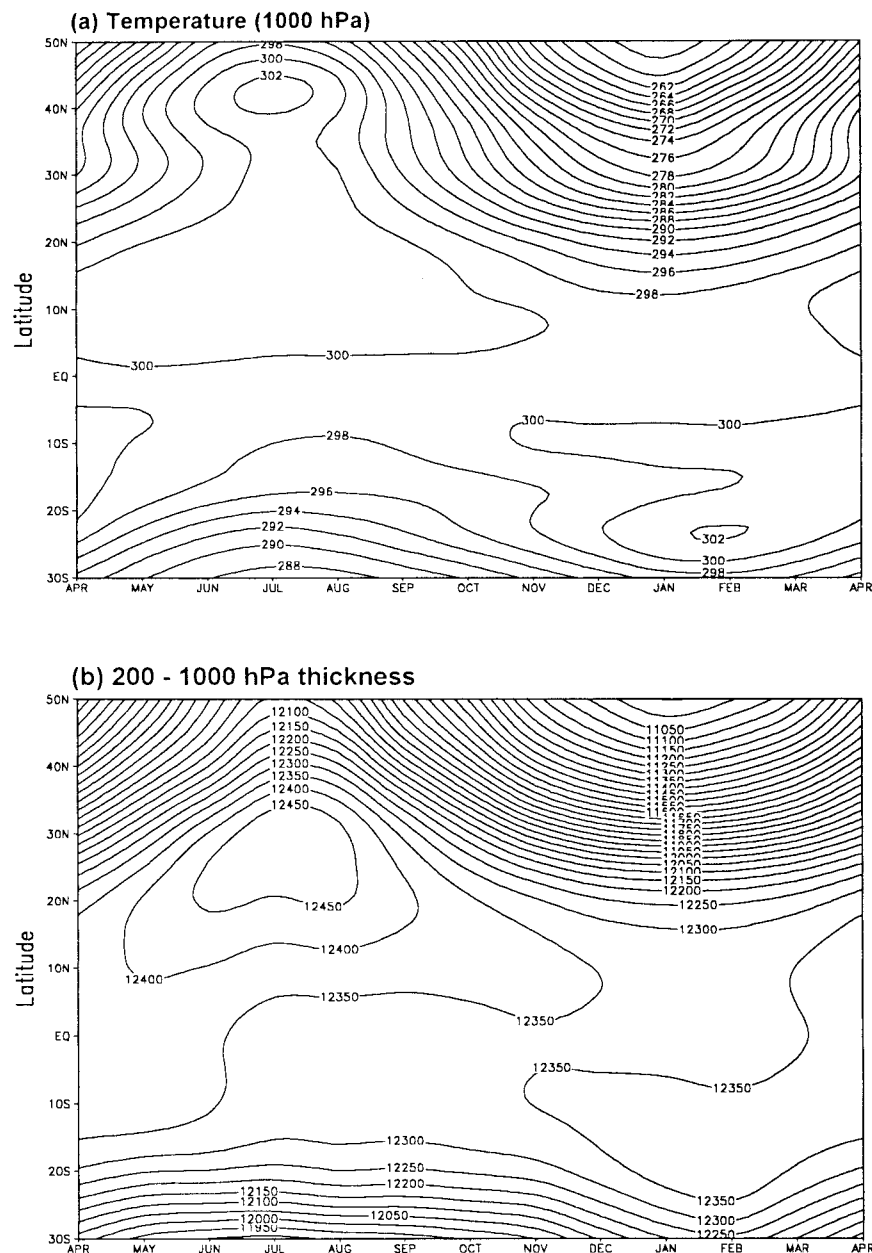 (a) Temperature (1000 hPa)
50N
298
300
302
40N
262
264
266
268
270
272
274
276
30N
278
280
282
284
286
288
290
20N
292
294
296
298
Latitude
10N
300
300
EQ
300
10S
298
296
20S
294
292
302
290
300
288
298
30S
APR MAY JUN JUL AUG SEP OCT NOV DEC JAN FEB MAR APR
(b) 200 - 1000 hPa thickness
50N
12100
12150
12200
12250
12300
12350
12400
12450
11050
11100
11150
11200
40N
30N
12050
12100
12150
12200
20N
12450
12250
12300
12400
Latitude
10N
12400
12350
12350
EQ
12350
12350
10S
12300
20S
12250
12200
12150
12100
12050
12000
11950
12350
12300
12250
30S
APR MAY JUN JUL AUG SEP OCT NOV DEC JAN FEB MAR APR